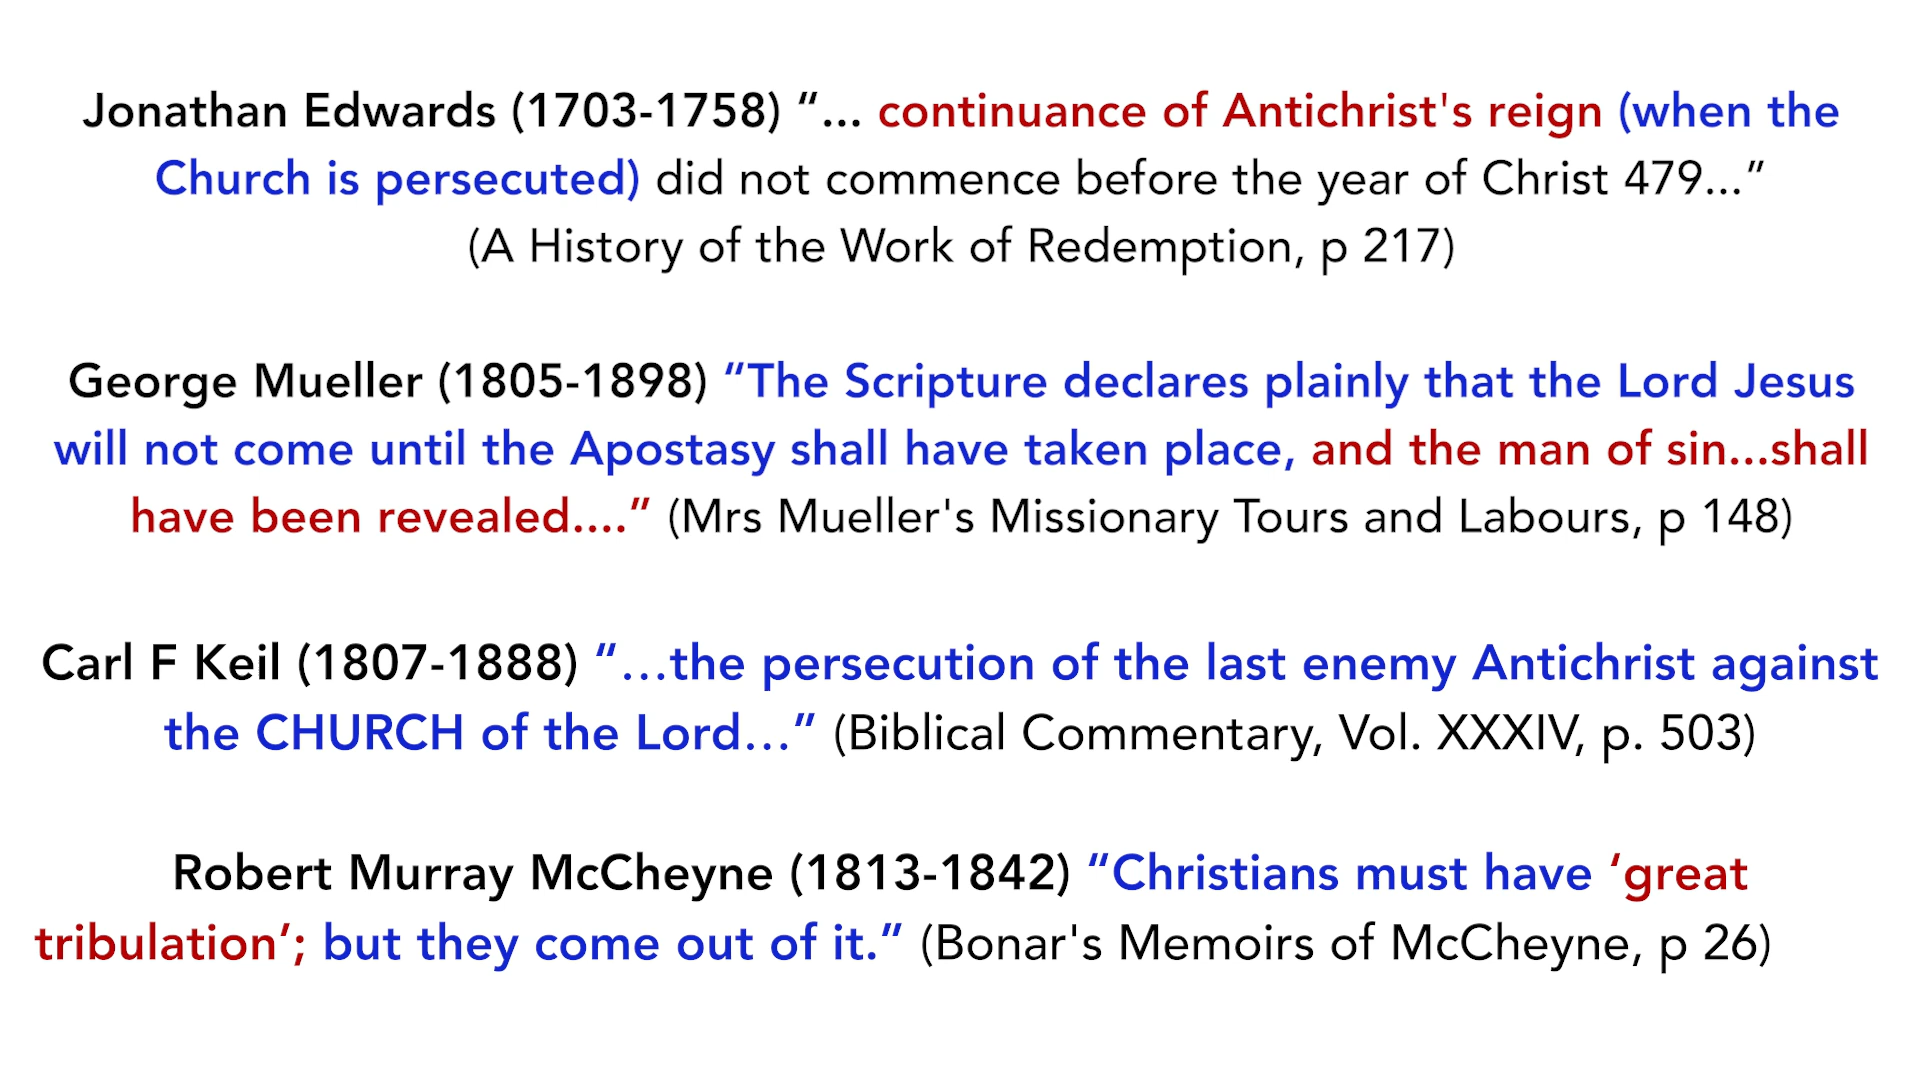 Jonathan Edwards (1703-1758) “... continuance of Antichrist's reign (when the
Church is persecuted) did not commence before the year of Christ 479...”
(A History of the Work of Redemption, p 217)
George Mueller (1805-1898) “The Scripture declares plainly that the Lord Jesus
will not come until the Apostasy shall have taken place, and the man of sin...shall
have been revealed....” (Mrs Mueller's Missionary Tours and Labours, p 148)
Carl F Keil (1807-1888) “…the persecution of the last enemy Antichrist against
the CHURCH of the Lord…” (Biblical Commentary, Vol. XXXIV, p. 503)
Robert Murray McCheyne (1813-1842) “Christians must have ‘great
tribulation’; but they come out of it.” (Bonar's Memoirs of McCheyne, p 26)